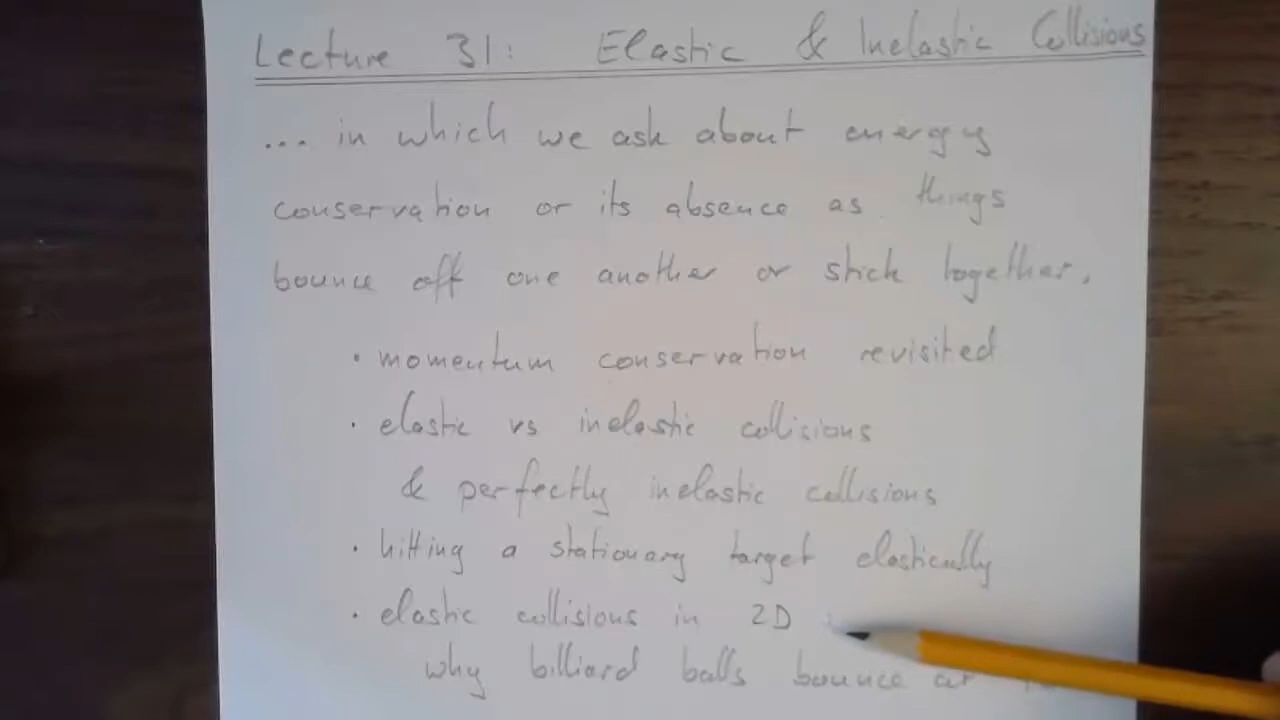 Lecture 31: Elastic & Inelastic Collisions
... in which we ask about energy
conservation or its absence as things
bounce off one another or stick together.
· momentum conservation revisited
· elastic vs inelastic collisions
& perfectly inelastic collisions
· hitting a stationary target elastically
· elastic collisions in 2D
why billiard balls bounce at